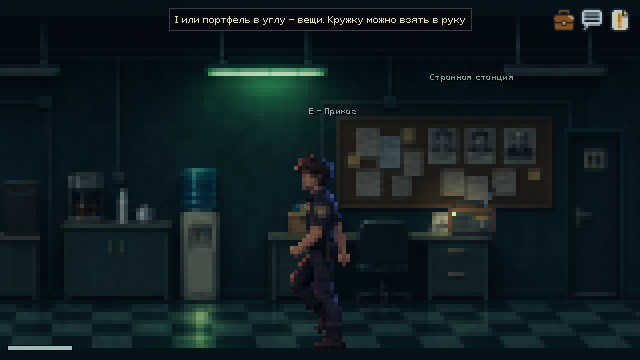 I или портфель в углу — вещи. Кружку можно взять в руку
Странная станция
E — Приказ